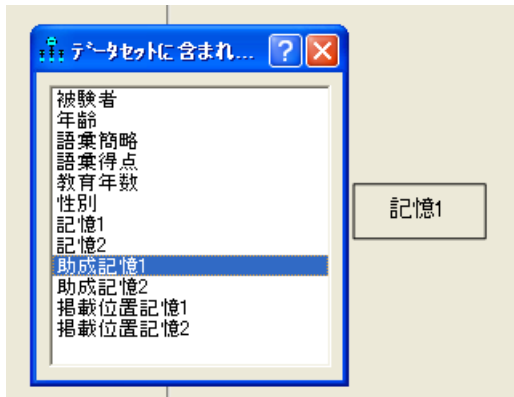 データセットに含まれ...
被験者
年齢
語彙簡略
語彙得点
教育年数
性別
記憶1
記憶2
助成記憶1
助成記憶2
掲載位置記憶1
掲載位置記憶2
記憶1